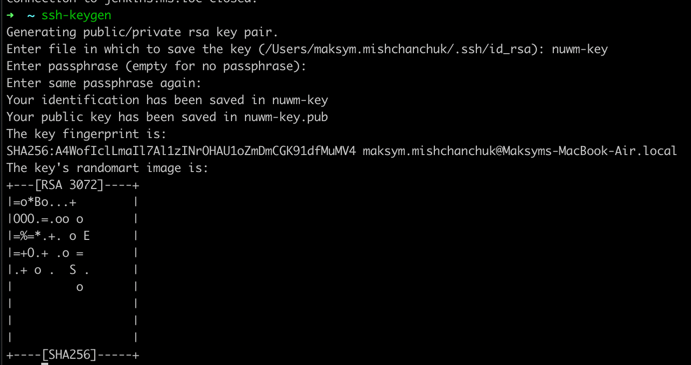 connection to jenkins.ms.loc closed.
➜  ~ ssh-keygen
Generating public/private rsa key pair.
Enter file in which to save the key (/Users/maksym.mishchanchuk/.ssh/id_rsa): nuwm-key
Enter passphrase (empty for no passphrase):
Enter same passphrase again:
Your identification has been saved in nuwm-key
Your public key has been saved in nuwm-key.pub
The key fingerprint is:
SHA256:A4WofIclLmaIl7Al1zINrOHAU1oZmDmCGK91dfMuMV4 maksym.mishchanchuk@Maksyms-MacBook-Air.local
The key's randomart image is:
+---[RSA 3072]----+
|=o*Bo...+        |
|OOO.=.oo o       |
|=%=*.+. o E      |
|=+O.+ .o =       |
|.+ o .  S .      |
|         o       |
|                 |
|                 |
|                 |
+----[SHA256]-----+